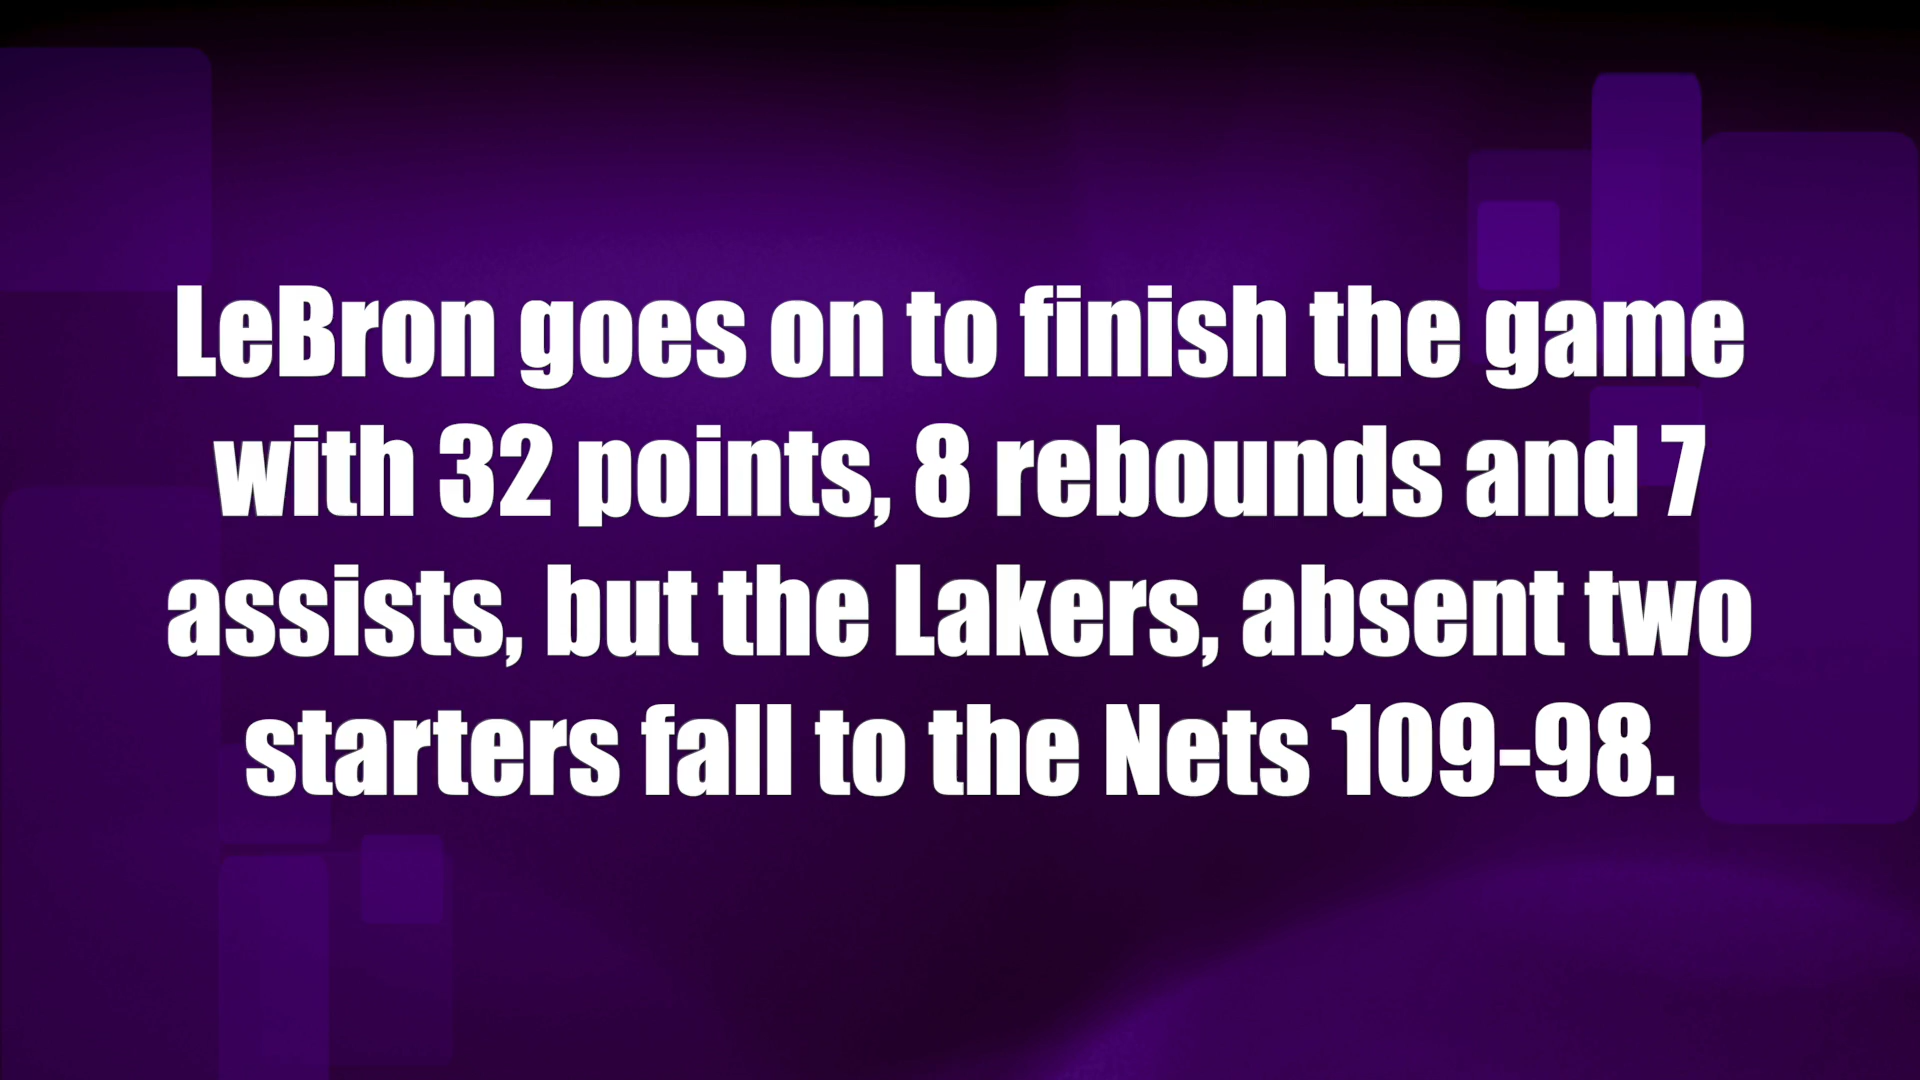 LeBron goes on to finish the game
with 32 points, 8 rebounds and 7
assists, but the Lakers, absent two
starters fall to the Nets 109-98.